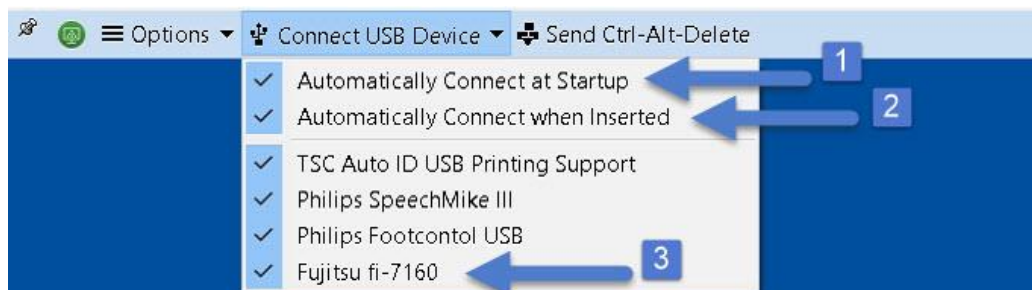 Options Connect USB Device Send Ctrl-Alt-Delete
Automatically Connect at Startup 1
Automatically Connect when Inserted 2
TSC Auto ID USB Printing Support
Philips SpeechMike III
Philips Footcontol USB
Fujitsu fi-7160 3